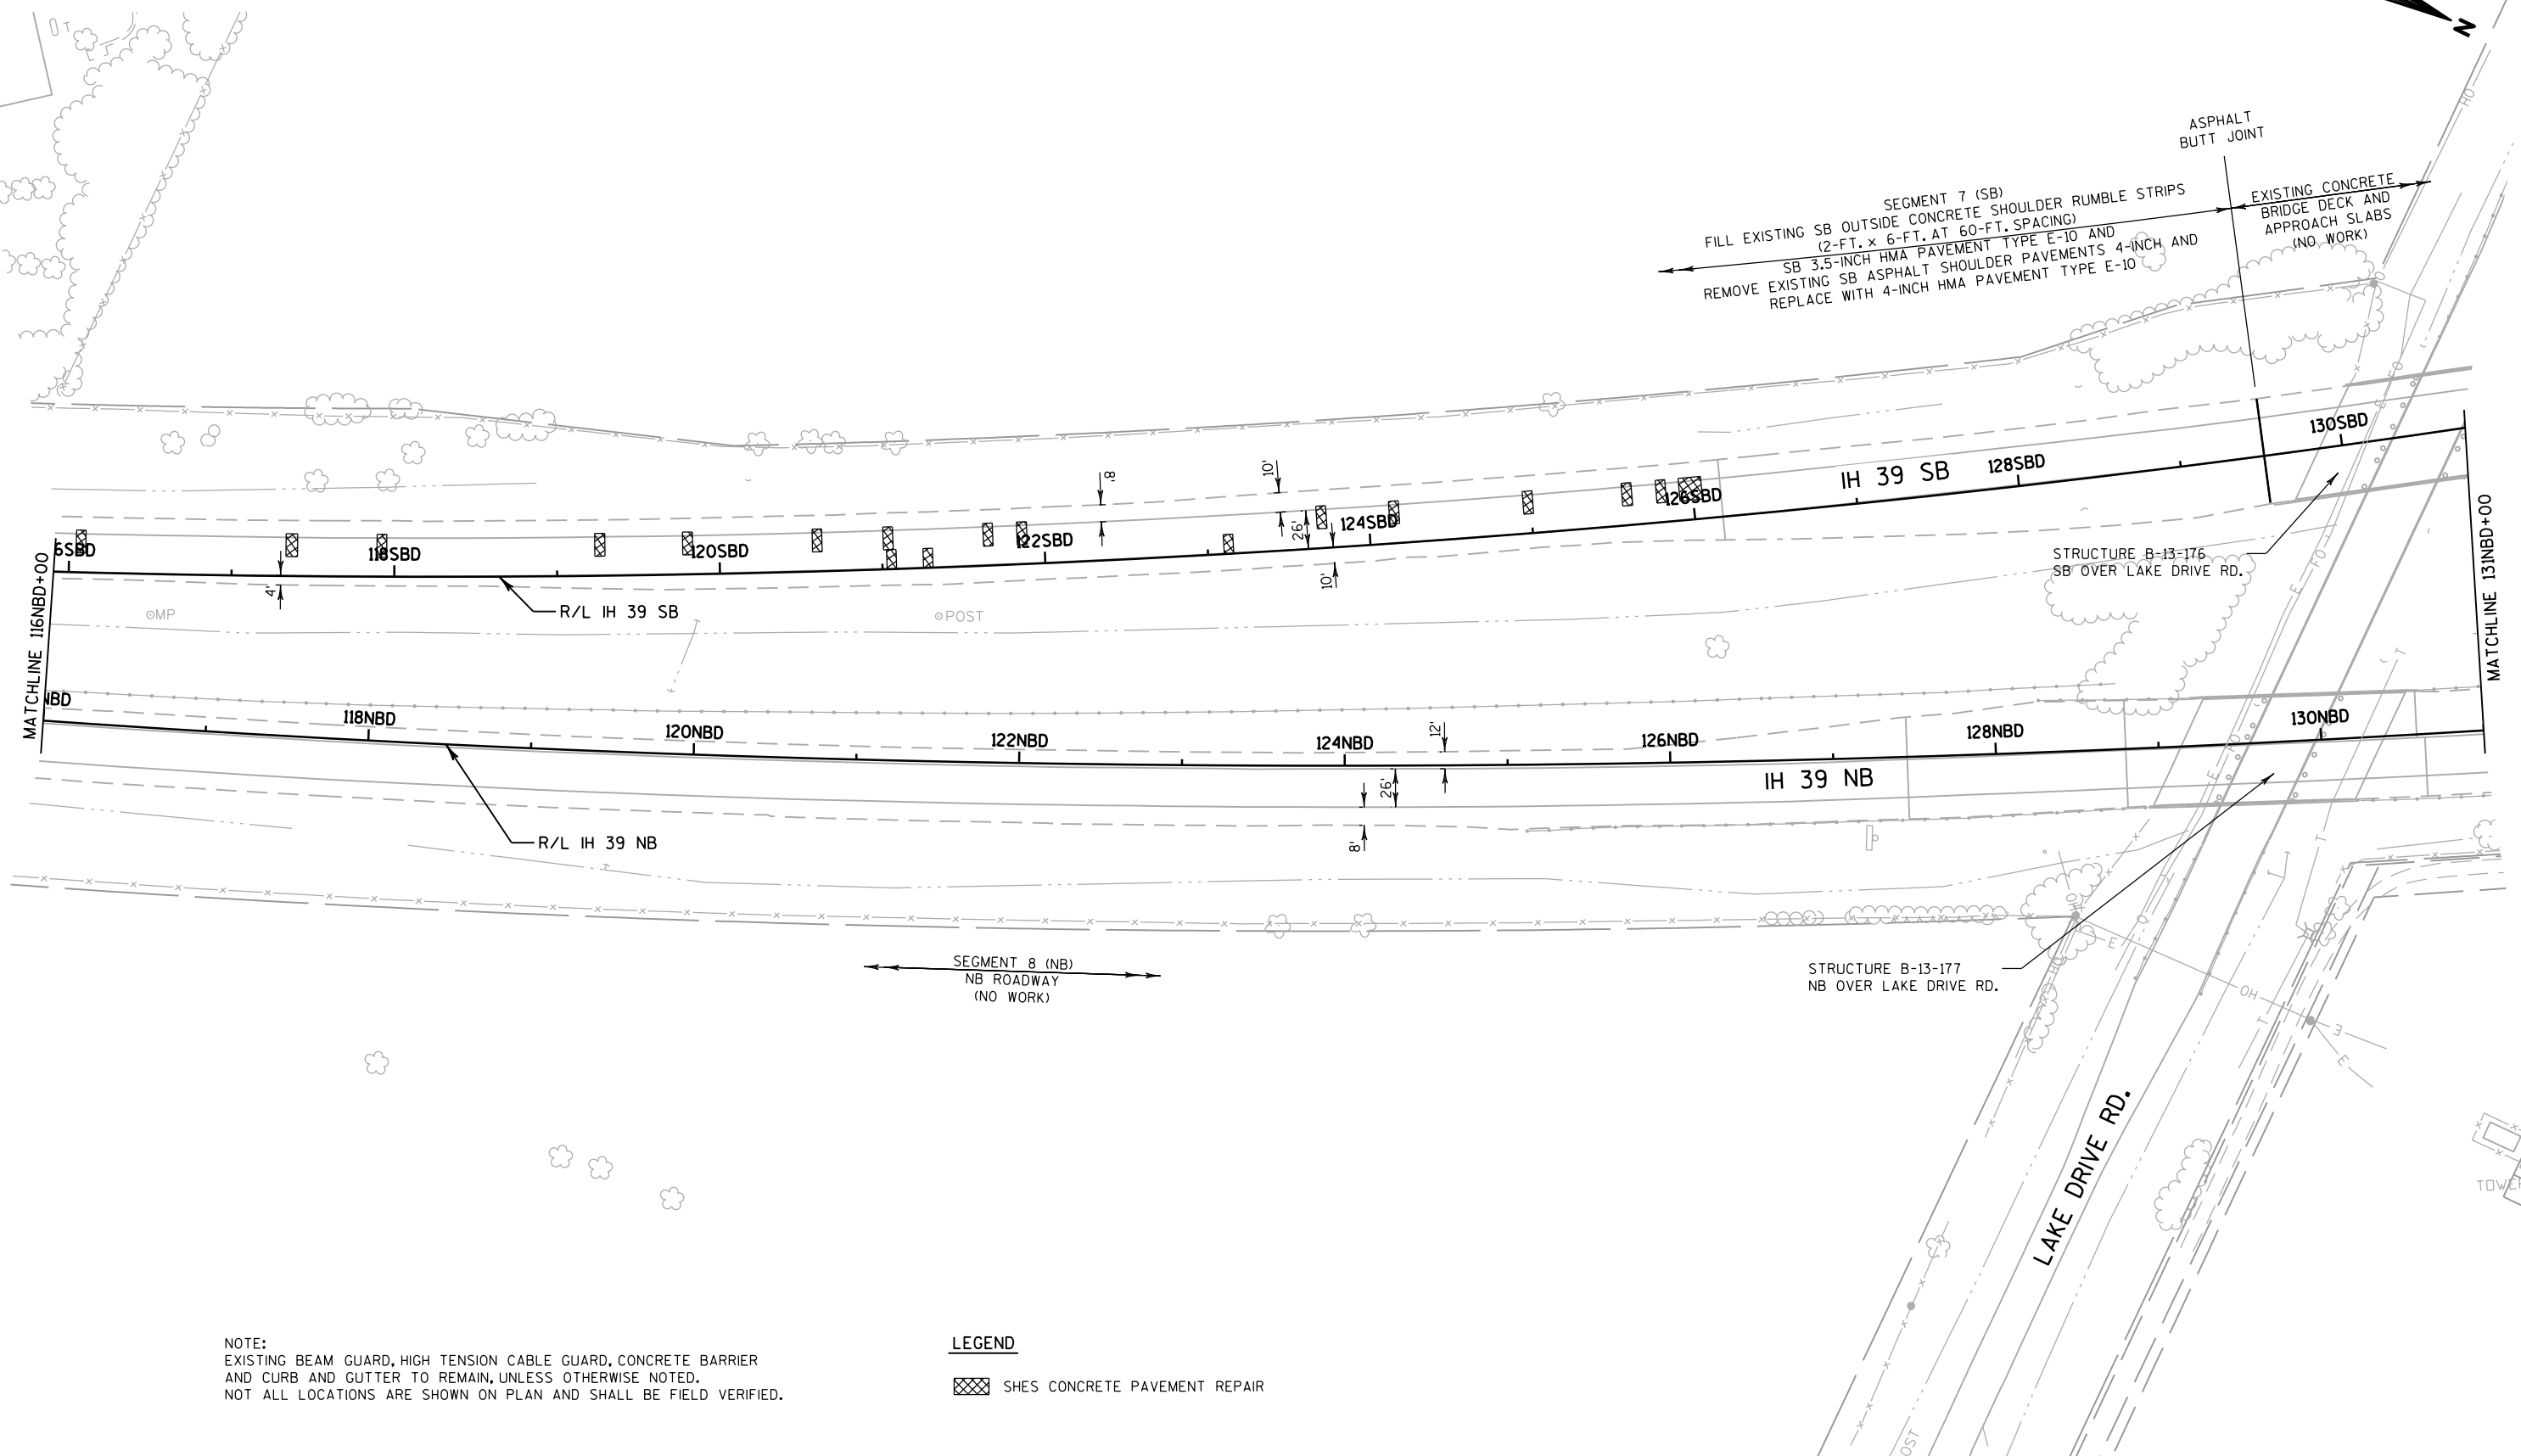 N
ASPHALT
BUTT JOINT
SEGMENT 7 (SB)
FILL EXISTING SB OUTSIDE CONCRETE SHOULDER RUMBLE STRIPS
(2-FT. x 6-FT. AT 60-FT. SPACING)
SB 3.5-INCH HMA PAVEMENT TYPE E-10 AND
REMOVE EXISTING SB ASPHALT SHOULDER PAVEMENTS 4-INCH AND
REPLACE WITH 4-INCH HMA PAVEMENT TYPE E-10
EXISTING CONCRETE
BRIDGE DECK AND
APPROACH SLABS
(NO WORK)
OH
6SBD
118SBD
120SBD
122SBD
124SBD
126SBD
128SBD
130SBD
IH 39 SB
8'
10'
26'
10'
4'
R/L IH 39 SB
MP
POST
STRUCTURE B-13-176
SB OVER LAKE DRIVE RD.
MATCHLINE 116NBD+00
MATCHLINE 131NBD+00
NBD
118NBD
120NBD
122NBD
124NBD
126NBD
128NBD
130NBD
IH 39 NB
12'
26'
8'
R/L IH 39 NB
SEGMENT 8 (NB)
NB ROADWAY
(NO WORK)
STRUCTURE B-13-177
NB OVER LAKE DRIVE RD.
OH
E
E
E
T
LAKE DRIVE RD.
TOWE
OST
NOTE:
EXISTING BEAM GUARD, HIGH TENSION CABLE GUARD, CONCRETE BARRIER
AND CURB AND GUTTER TO REMAIN, UNLESS OTHERWISE NOTED.
NOT ALL LOCATIONS ARE SHOWN ON PLAN AND SHALL BE FIELD VERIFIED.
LEGEND
SHES CONCRETE PAVEMENT REPAIR